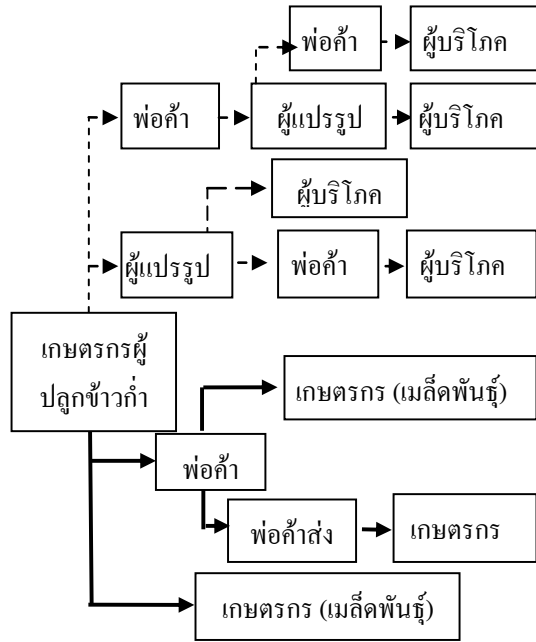 พ่อค้า
ผู้บริโภค
พ่อค้า
ผู้แปรรูป
ผู้บริโภค
ผู้บริโภค
ผู้แปรรูป
พ่อค้า
ผู้บริโภค
เกษตรกรผู้
ปลูกข้าวก่ำ
เกษตรกร (เมล็ดพันธุ์)
พ่อค้า
พ่อค้าส่ง
เกษตรกร
เกษตรกร (เมล็ดพันธุ์)